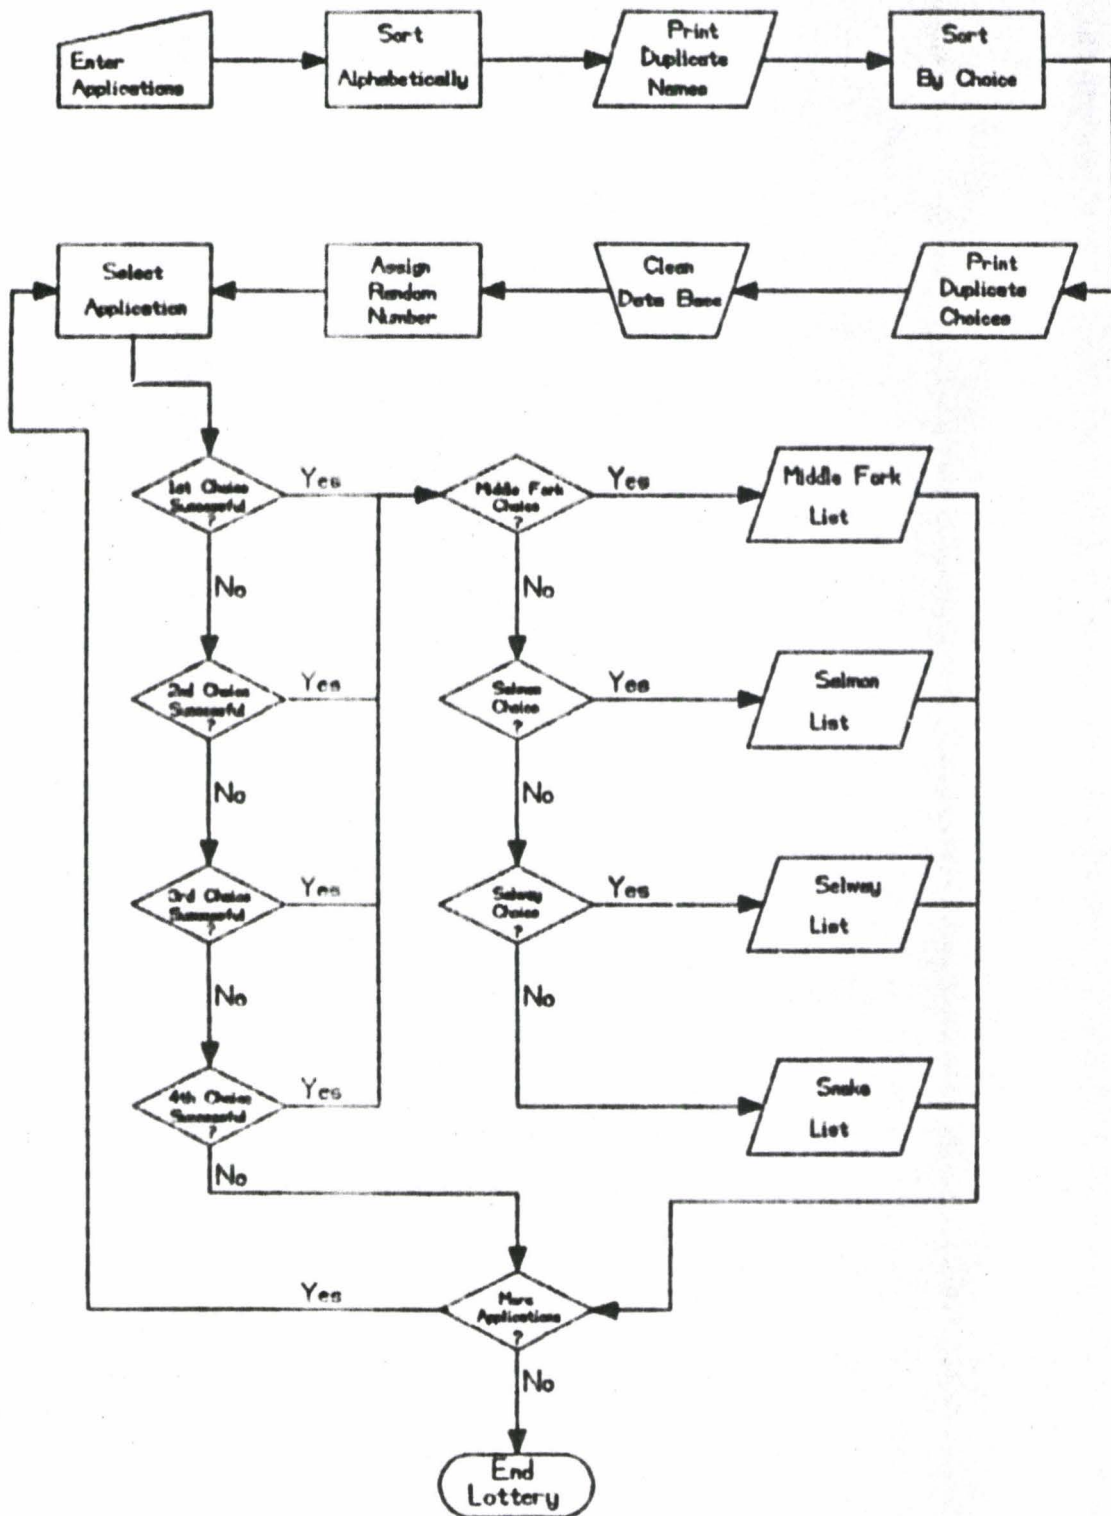 Enter
Applications
Sort
Alphabetically
Print
Duplicate
Names
Sort
By Choice
Select
Application
Assign
Random
Number
Clean
Data Base
Print
Duplicate
Choices
1st Choice
Successful
?
Yes
Middle Fork
Choice
?
Yes
Middle Fork
List
No
No
2nd Choice
Successful
?
Yes
Salmon
Choice
?
Yes
Salmon
List
No
No
3rd Choice
Successful
?
Yes
Selway
Choice
?
Yes
Selway
List
No
No
4th Choice
Successful
?
Yes
Snake
List
No
Yes
More
Applications
?
No
End
Lottery